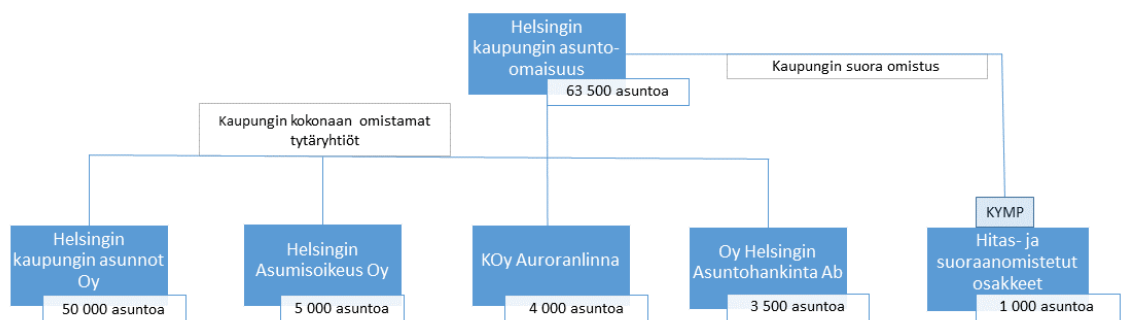 Helsingin
kaupungin asunto-
omaisuus
63 500 asuntoa
Kaupungin suora omistus
Kaupungin kokonaan omistamat
tytäryhtiöt
KYMP
Helsingin
kaupungin asunnot
Oy
50 000 asuntoa
Helsingin
Asumisoikeus Oy
5 000 asuntoa
KOy Auroranlinna
4 000 asuntoa
Oy Helsingin
Asuntohankinta Ab
3 500 asuntoa
Hitas- ja
suoraanomistetut
osakkeet
1 000 asuntoa